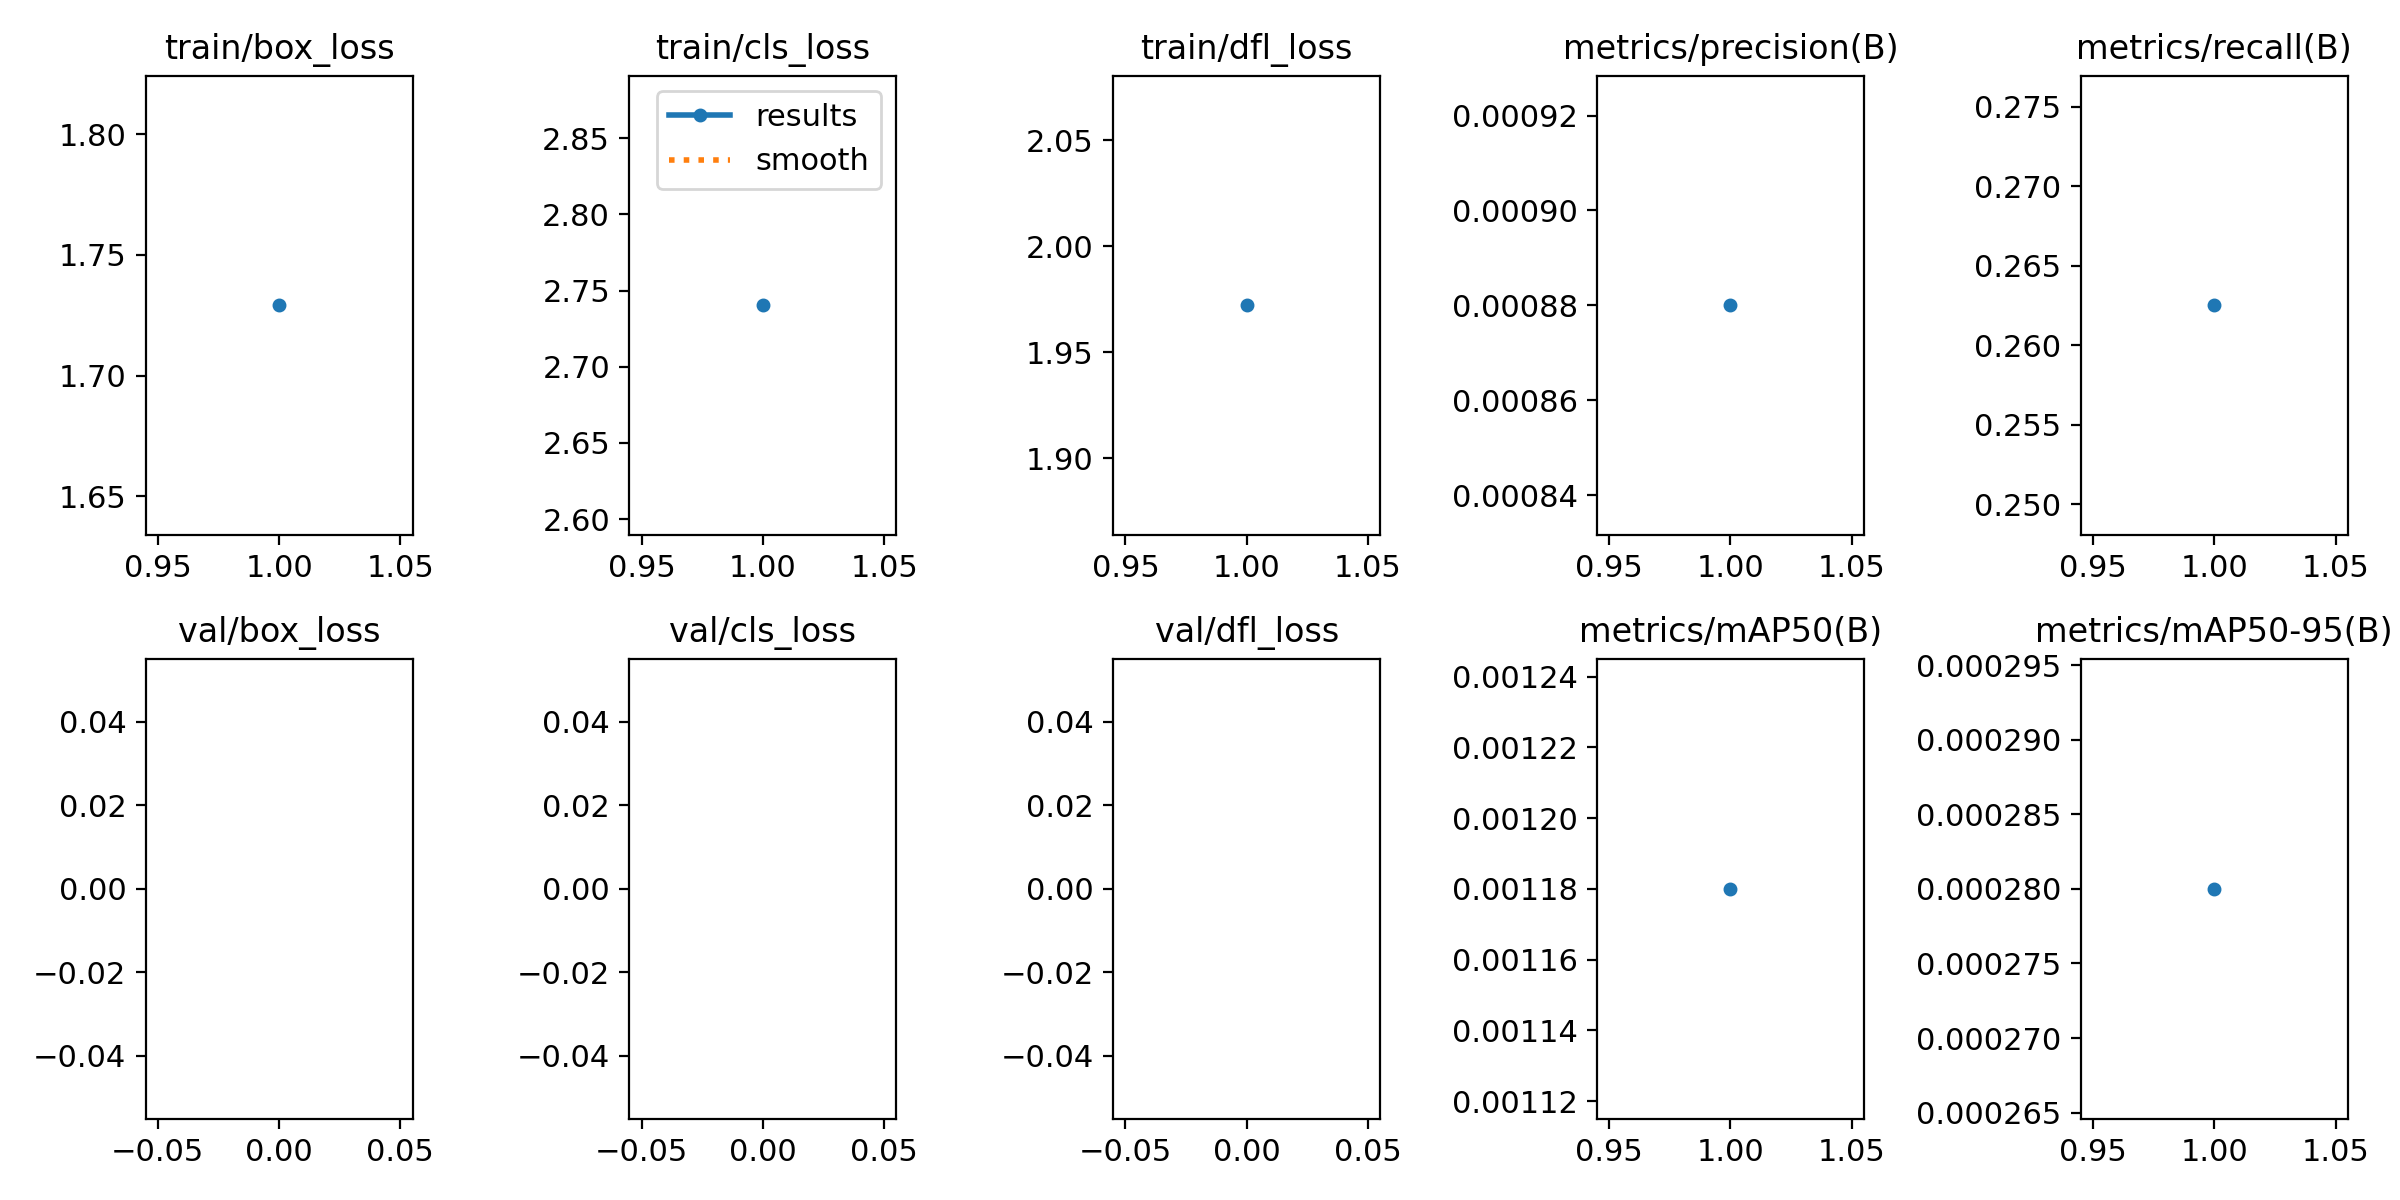 train/box_loss
train/cls_loss
train/dfl_loss
metrics/precision(B)
metrics/recall(B)
1.80
1.75
1.70
1.65
0.95 1.00 1.05
results
smooth
2.85
2.80
2.75
2.70
2.65
2.60
0.95 1.00 1.05
2.05
2.00
1.95
1.90
0.95 1.00 1.05
0.00092
0.00090
0.00088
0.00086
0.00084
0.95 1.00 1.05
0.275
0.270
0.265
0.260
0.255
0.250
0.95 1.00 1.05
val/box_loss
val/cls_loss
val/dfl_loss
metrics/mAP50(B)
metrics/mAP50-95(B)
0.04
0.02
0.00
−0.02
−0.04
−0.05 0.00 0.05
0.04
0.02
0.00
−0.02
−0.04
−0.05 0.00 0.05
0.04
0.02
0.00
−0.02
−0.04
−0.05 0.00 0.05
0.00124
0.00122
0.00120
0.00118
0.00116
0.00114
0.00112
0.95 1.00 1.05
0.000295
0.000290
0.000285
0.000280
0.000275
0.000270
0.000265
0.95 1.00 1.05